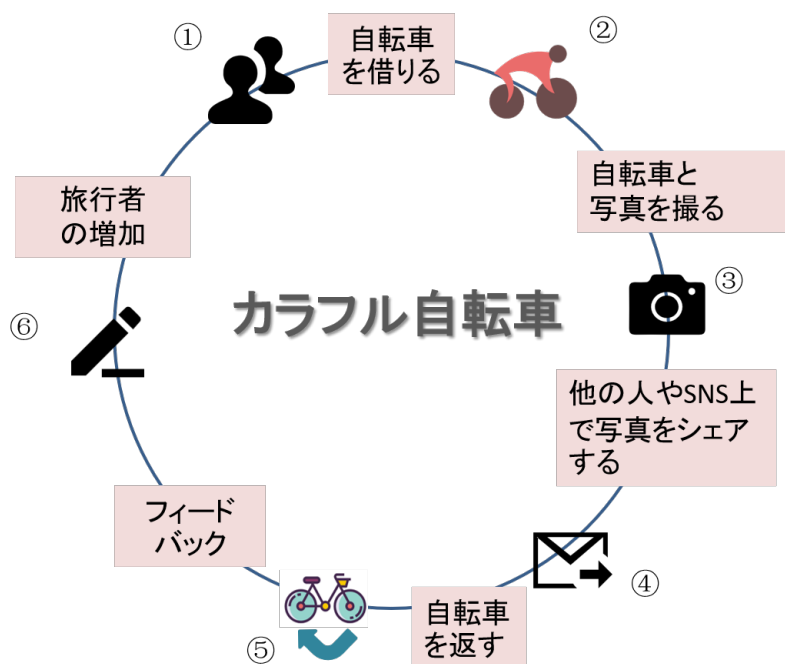 ①
自転車
を借りる
②
自転車と
写真を撮る
③
他の人やSNS上
で写真をシェア
する
④
自転車
を返す
⑤
フィード
バック
⑥
旅行者
の増加
カラフル自転車